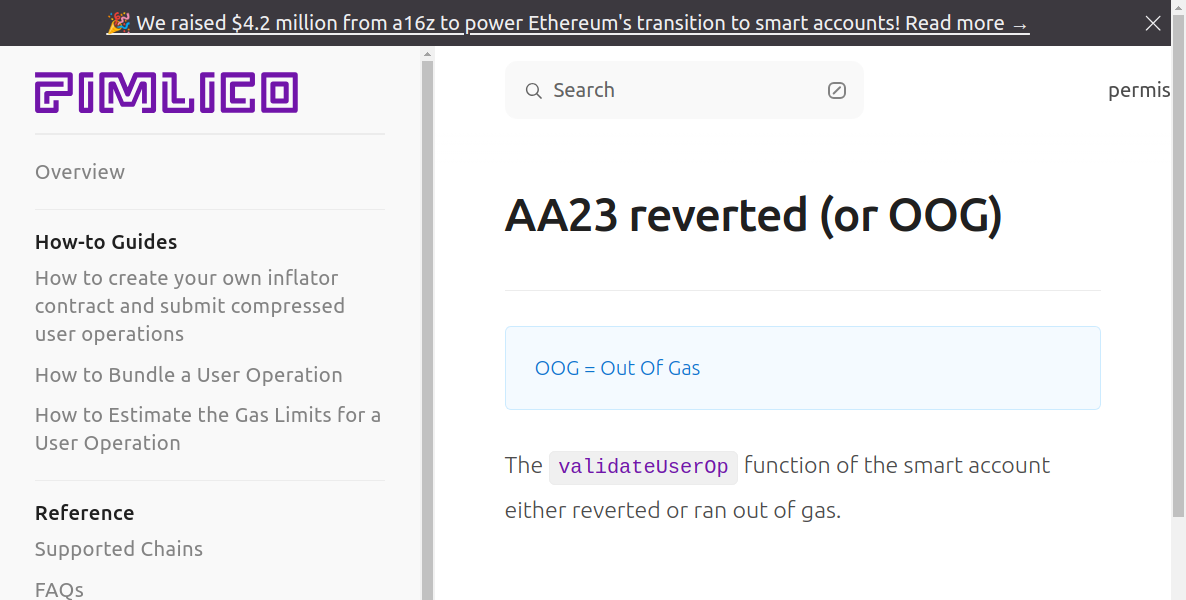 🎉 We raised $4.2 million from a16z to power Ethereum's transition to smart accounts! Read more →
PIMLICO
Search
permis
Overview
How-to Guides
How to create your own inflator
contract and submit compressed
user operations
How to Bundle a User Operation
How to Estimate the Gas Limits for a
User Operation
Reference
Supported Chains
FAQs
AA23 reverted (or OOG)
OOG = Out Of Gas
The validateUserOp function of the smart account
either reverted or ran out of gas.